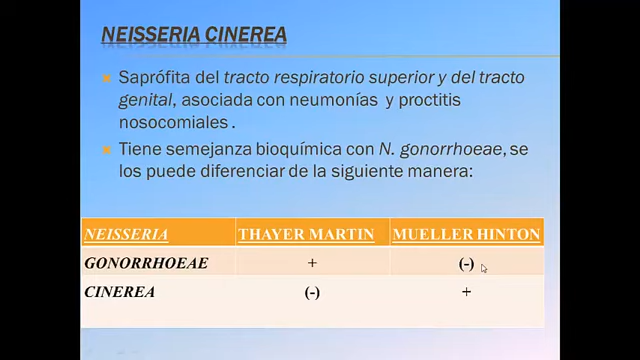 NEISSERIA CINEREA
Saprófita del tracto respiratorio superior y del tracto
genital, asociada con neumonías y proctitis
nosocomiales .
Tiene semejanza bioquímica con N. gonorrhoeae, se
los puede diferenciar de la siguiente manera:
NEISSERIA THAYER MARTIN MUELLER HINTON
GONORRHOEAE + (-)
CINEREA (-) +